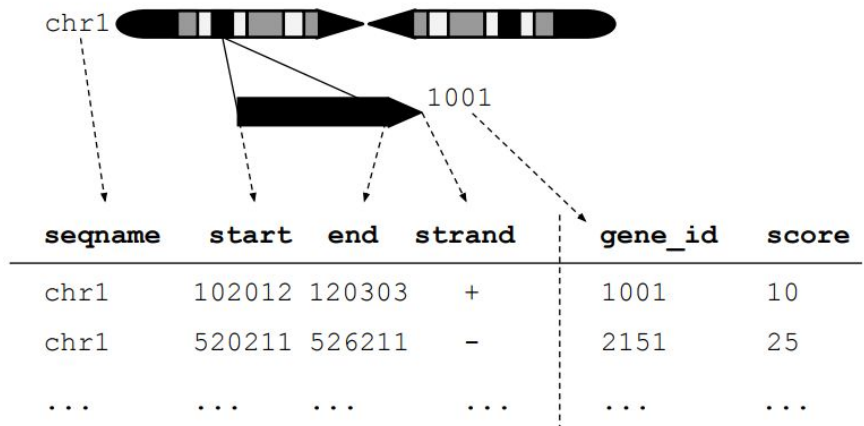 chr1
1001
seqname start end strand gene_id score
chr1 102012 120303 + 1001 10
chr1 520211 526211 - 2151 25
... ... ... ... ... ...